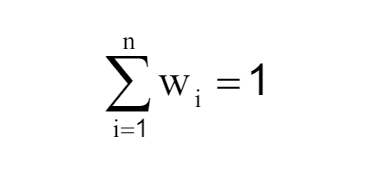 n
∑ wᵢ = 1
i=1